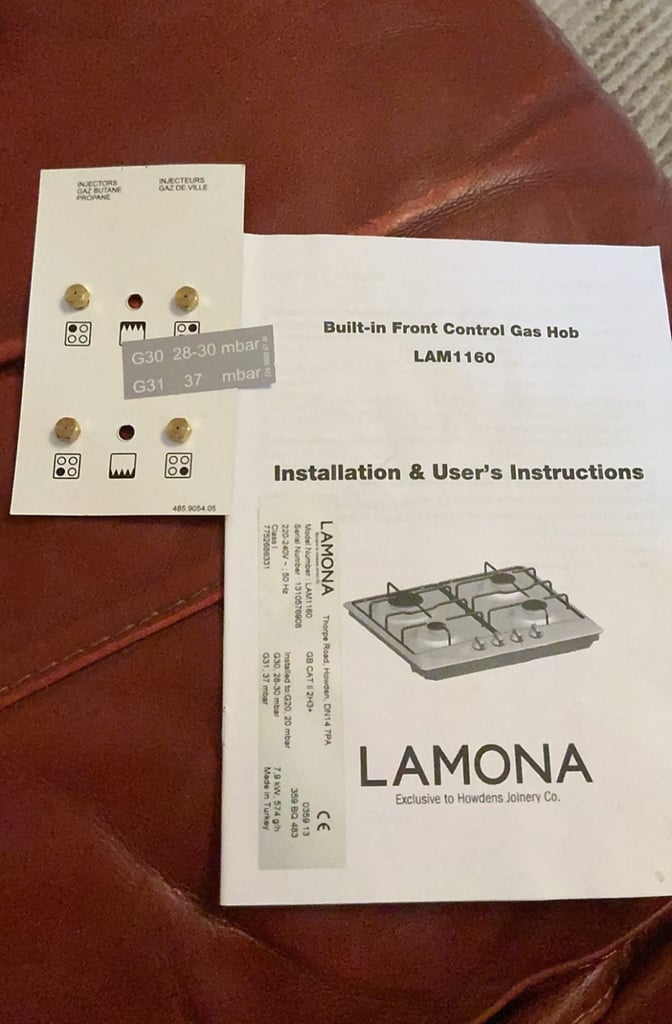 INJECTORS
GAZ BUTANE
PROPANE
INJECTEURS
GAZ DE VILLE
G30 28-30 mbar
G31 37 mbar
485.9054.05
Built-in Front Control Gas Hob
LAM1160
Installation & User's Instructions
LAMONA
Thorpe Road, Howden, DN14 7PA
Model Number : LAM1160
GB CAT II 2H3+
0359 13
Serial Number : 1310576908
359 BQ 483
220-240V ~ ; 50 Hz
Installed to G20, 20 mbar
Class I
G30, 28-30 mbar
7,9 kW, 574 g/h
7752686331
G31, 37 mbar
Made in Turkey
CE
LAMONA
Exclusive to Howdens Joinery Co.